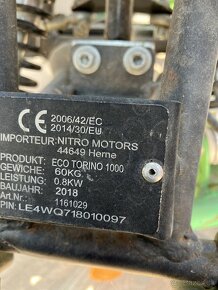 CE 2006/42/EC
2014/30/EU
IMPORTEUR: NITRO MOTORS
44649 Herne
PRODUKT: ECO TORINO 1000
GEWICHE: 60KG
LEISTUNG: 0.8KW
BAUJAHR: 2018
Art.Nr.: 1161029
PIN: LE4WQ718010097